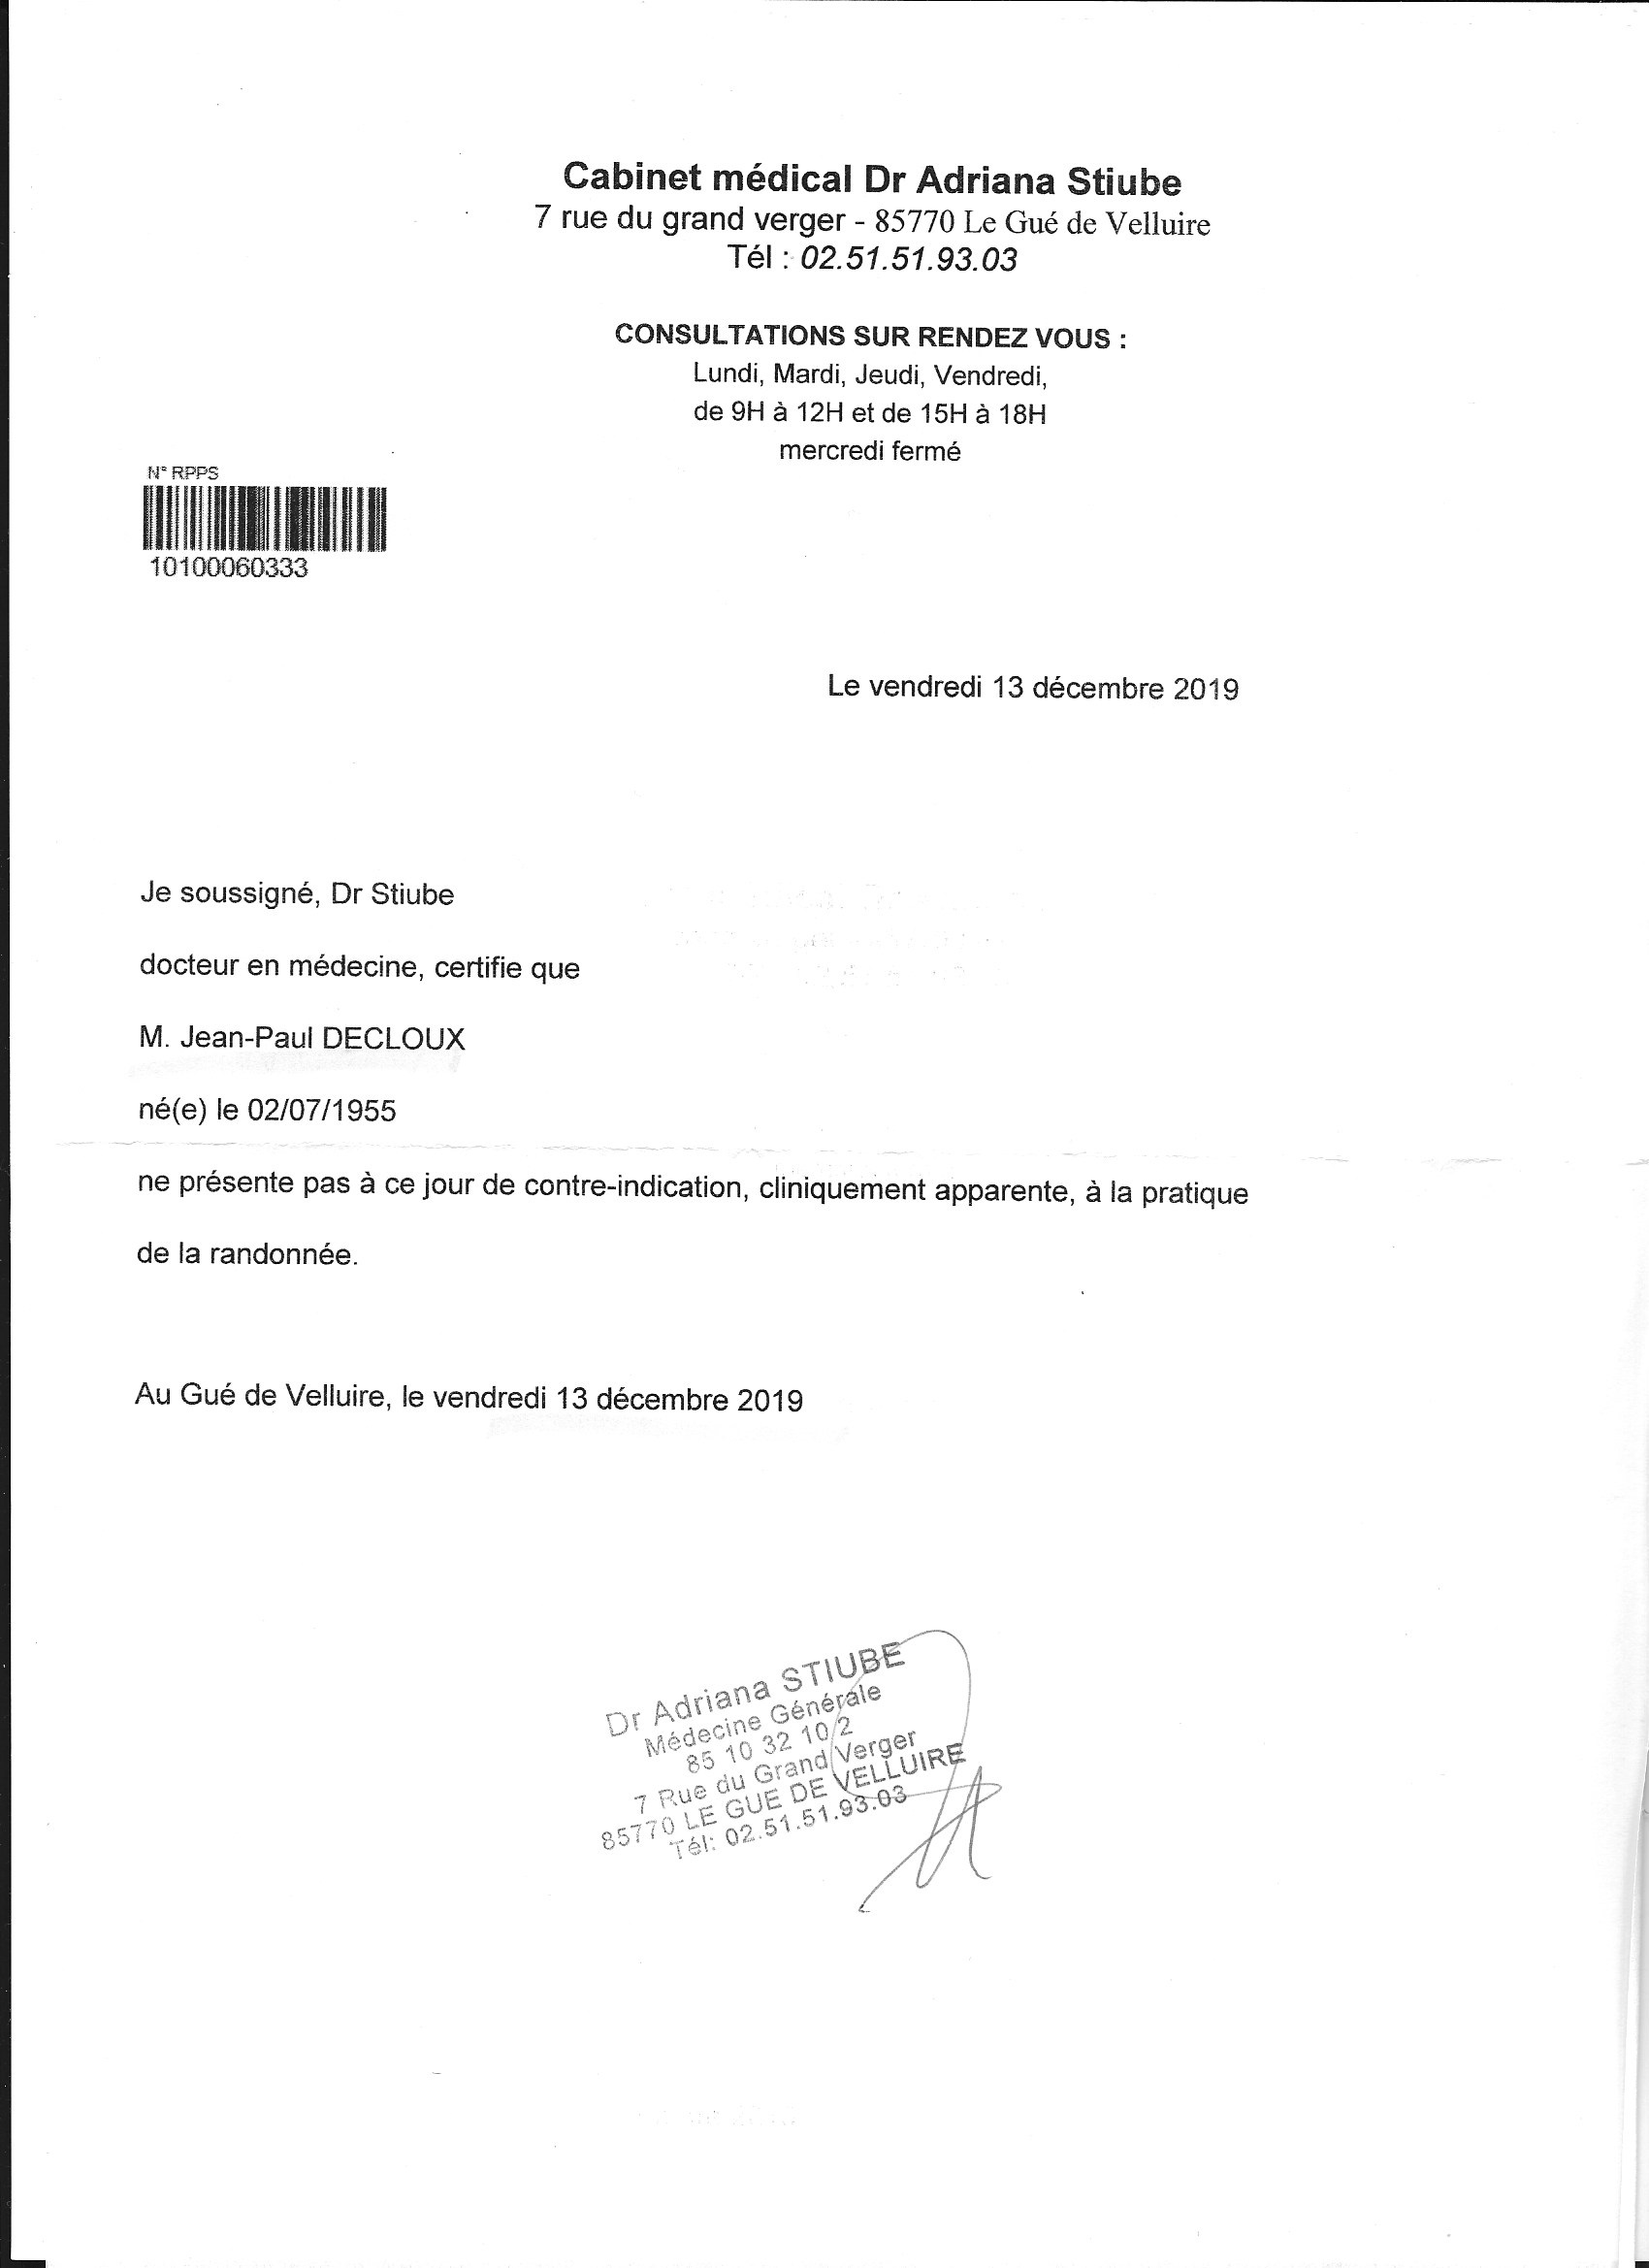 Cabinet médical Dr Adriana Stiube
7 rue du grand verger - 85770 Le Gué de Velluire
Tél : 02.51.51.93.03
CONSULTATIONS SUR RENDEZ VOUS :
Lundi, Mardi, Jeudi, Vendredi,
de 9H à 12H et de 15H à 18H
mercredi fermé
N° RPPS
10100060333
Le vendredi 13 décembre 2019
Je soussigné, Dr Stiube
docteur en médecine, certifie que
M. Jean-Paul DECLOUX
né(e) le 02/07/1955
ne présente pas à ce jour de contre-indication, cliniquement apparente, à la pratique
de la randonnée.
Au Gué de Velluire, le vendredi 13 décembre 2019
Dr Adriana STIUBE
Médecine Générale
85 10 32 10 2
7 Rue du Grand Verger
85770 LE GUE DE VELLUIRE
Tél: 02.51.51.93.03